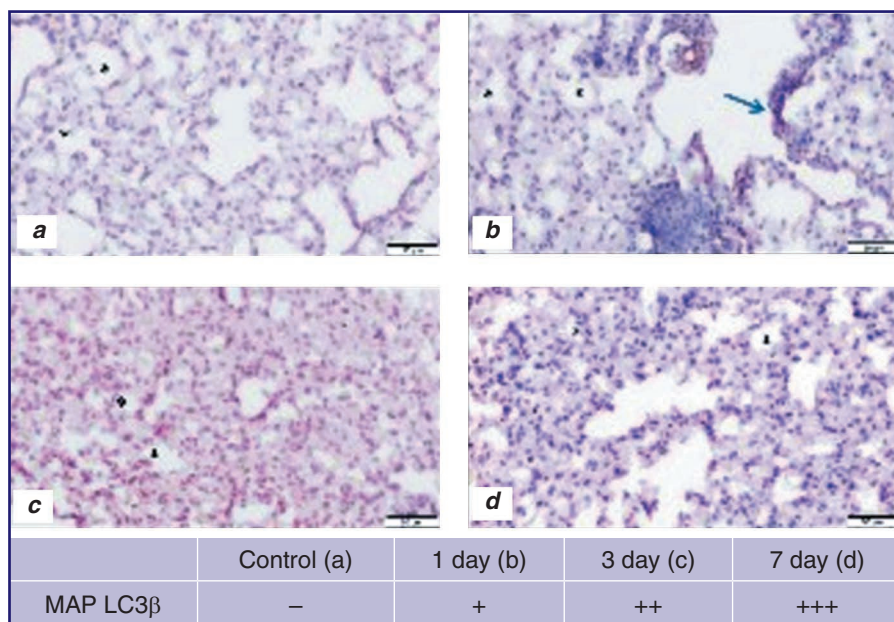 a
b
c
d
Control (a) 1 day (b) 3 day (c) 7 day (d)
MAP LC3β – + ++ +++